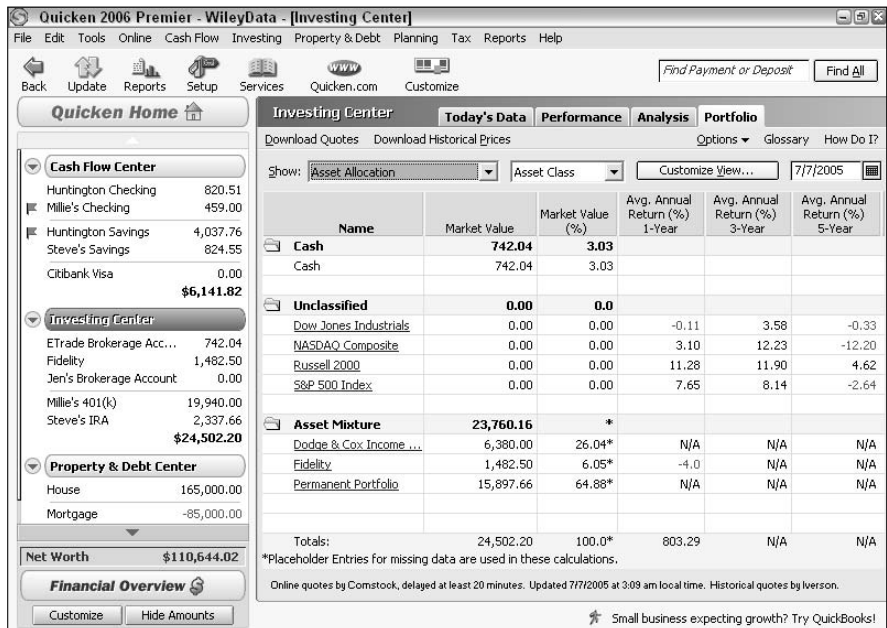 Quicken 2006 Premier - WileyData - [Investing Center]
File Edit Tools Online Cash Flow Investing Property & Debt Planning Tax Reports Help
Back Update Reports Setup Services Quicken.com Customize
WWW
Find Payment or Deposit Find All
Quicken Home
Cash Flow Center
Huntington Checking 820.51
Millie's Checking 459.00
Huntington Savings 4,037.76
Steve's Savings 824.55
Citibank Visa 0.00
$6,141.82
Investing Center
ETrade Brokerage Acc... 742.04
Fidelity 1,482.50
Jen's Brokerage Account 0.00
Millie's 401(k) 19,940.00
Steve's IRA 2,337.66
$24,502.20
Property & Debt Center
House 165,000.00
Mortgage -85,000.00
Net Worth $110,644.02
Financial Overview
Customize Hide Amounts
Investing Center Today's Data Performance Analysis Portfolio
Download Quotes Download Historical Prices Options Glossary How Do I?
Show: Asset Allocation Asset Class Customize View... 7/7/2005
Name Market Value Market Value (%) Avg. Annual Return (%) 1-Year Avg. Annual Return (%) 3-Year Avg. Annual Return (%) 5-Year
Cash 742.04 3.03
Cash 742.04 3.03
Unclassified 0.00 0.0
Dow Jones Industrials 0.00 0.00 -0.11 3.58 -0.33
NASDAQ Composite 0.00 0.00 3.10 12.23 -12.20
Russell 2000 0.00 0.00 11.28 11.90 4.62
S&P 500 Index 0.00 0.00 7.65 8.14 -2.64
Asset Mixture 23,760.16 *
Dodge & Cox Income ... 6,380.00 26.04* N/A N/A N/A
Fidelity 1,482.50 6.05* -4.0 N/A N/A
Permanent Portfolio 15,897.66 64.88* N/A N/A N/A
Totals: 24,502.20 100.0* 803.29 N/A N/A
*Placeholder Entries for missing data are used in these calculations.
Online quotes by Comstock, delayed at least 20 minutes. Updated 7/7/2005 at 3:09 am local time. Historical quotes by Iverson.
Small business expecting growth? Try QuickBooks!